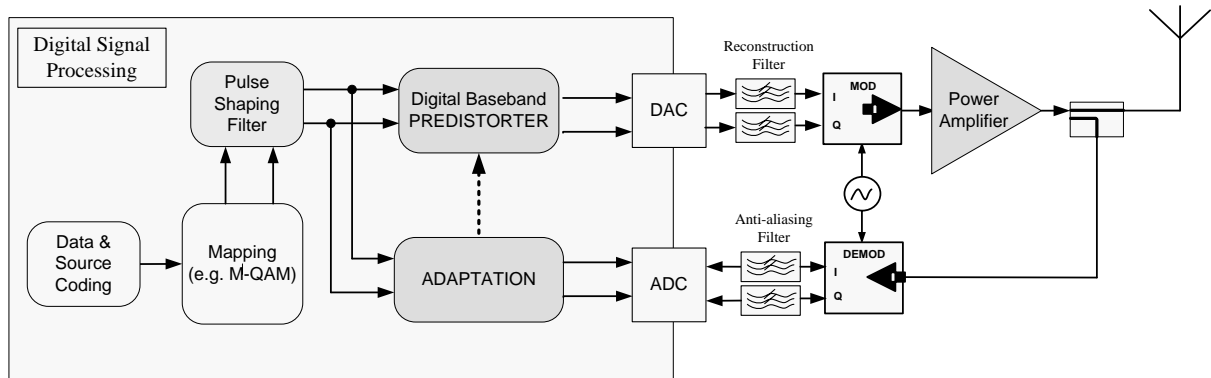 Digital Signal
Processing
Pulse
Shaping
Filter
Digital Baseband
PREDISTORTER
DAC
Reconstruction
Filter
MOD
I
Q
Power
Amplifier
Data &
Source
Coding
Mapping
(e.g. M-QAM)
ADAPTATION
ADC
Anti-aliasing
Filter
DEMOD
I
Q